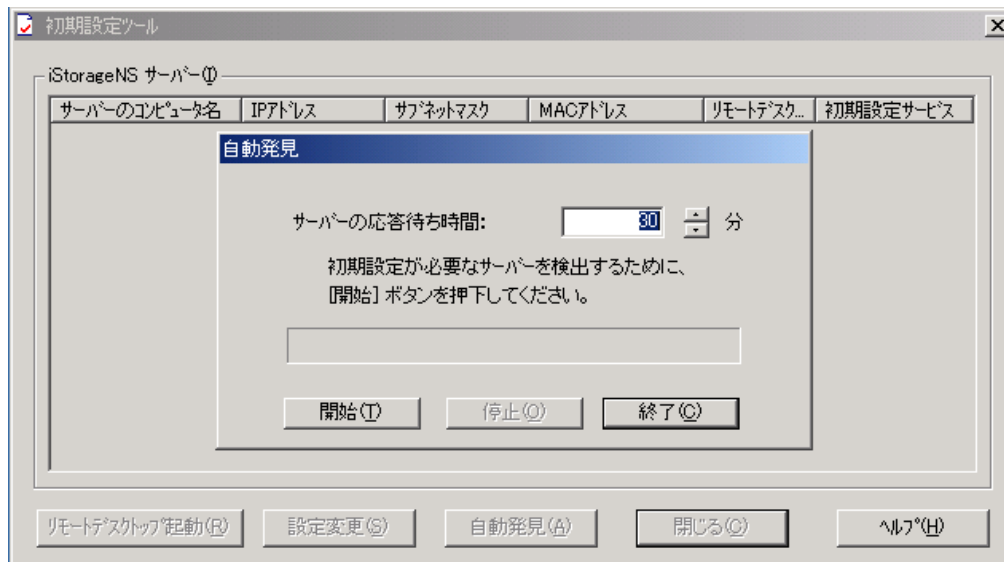 初期設定ツール
iStorageNS サーバー(I)
サーバーのコンピュータ名 IPアドレス サブネットマスク MACアドレス リモートデスク... 初期設定サービス
自動発見
サーバーの応答待ち時間: 30 分
初期設定が必要なサーバーを検出するために、
[開始] ボタンを押下してください。
開始(T) 停止(O) 終了(C)
リモートデスクトップ起動(R) 設定変更(S) 自動発見(A) 閉じる(C) ヘルプ(H)